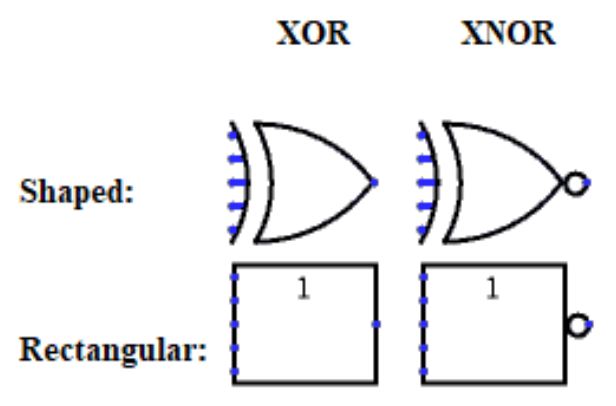 XOR XNOR
Shaped:
1 1
Rectangular: